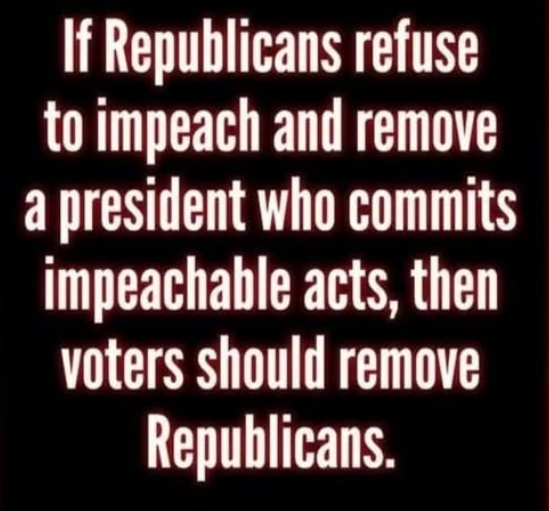 If Republicans refuse
to impeach and remove
a president who commits
impeachable acts, then
voters should remove
Republicans.